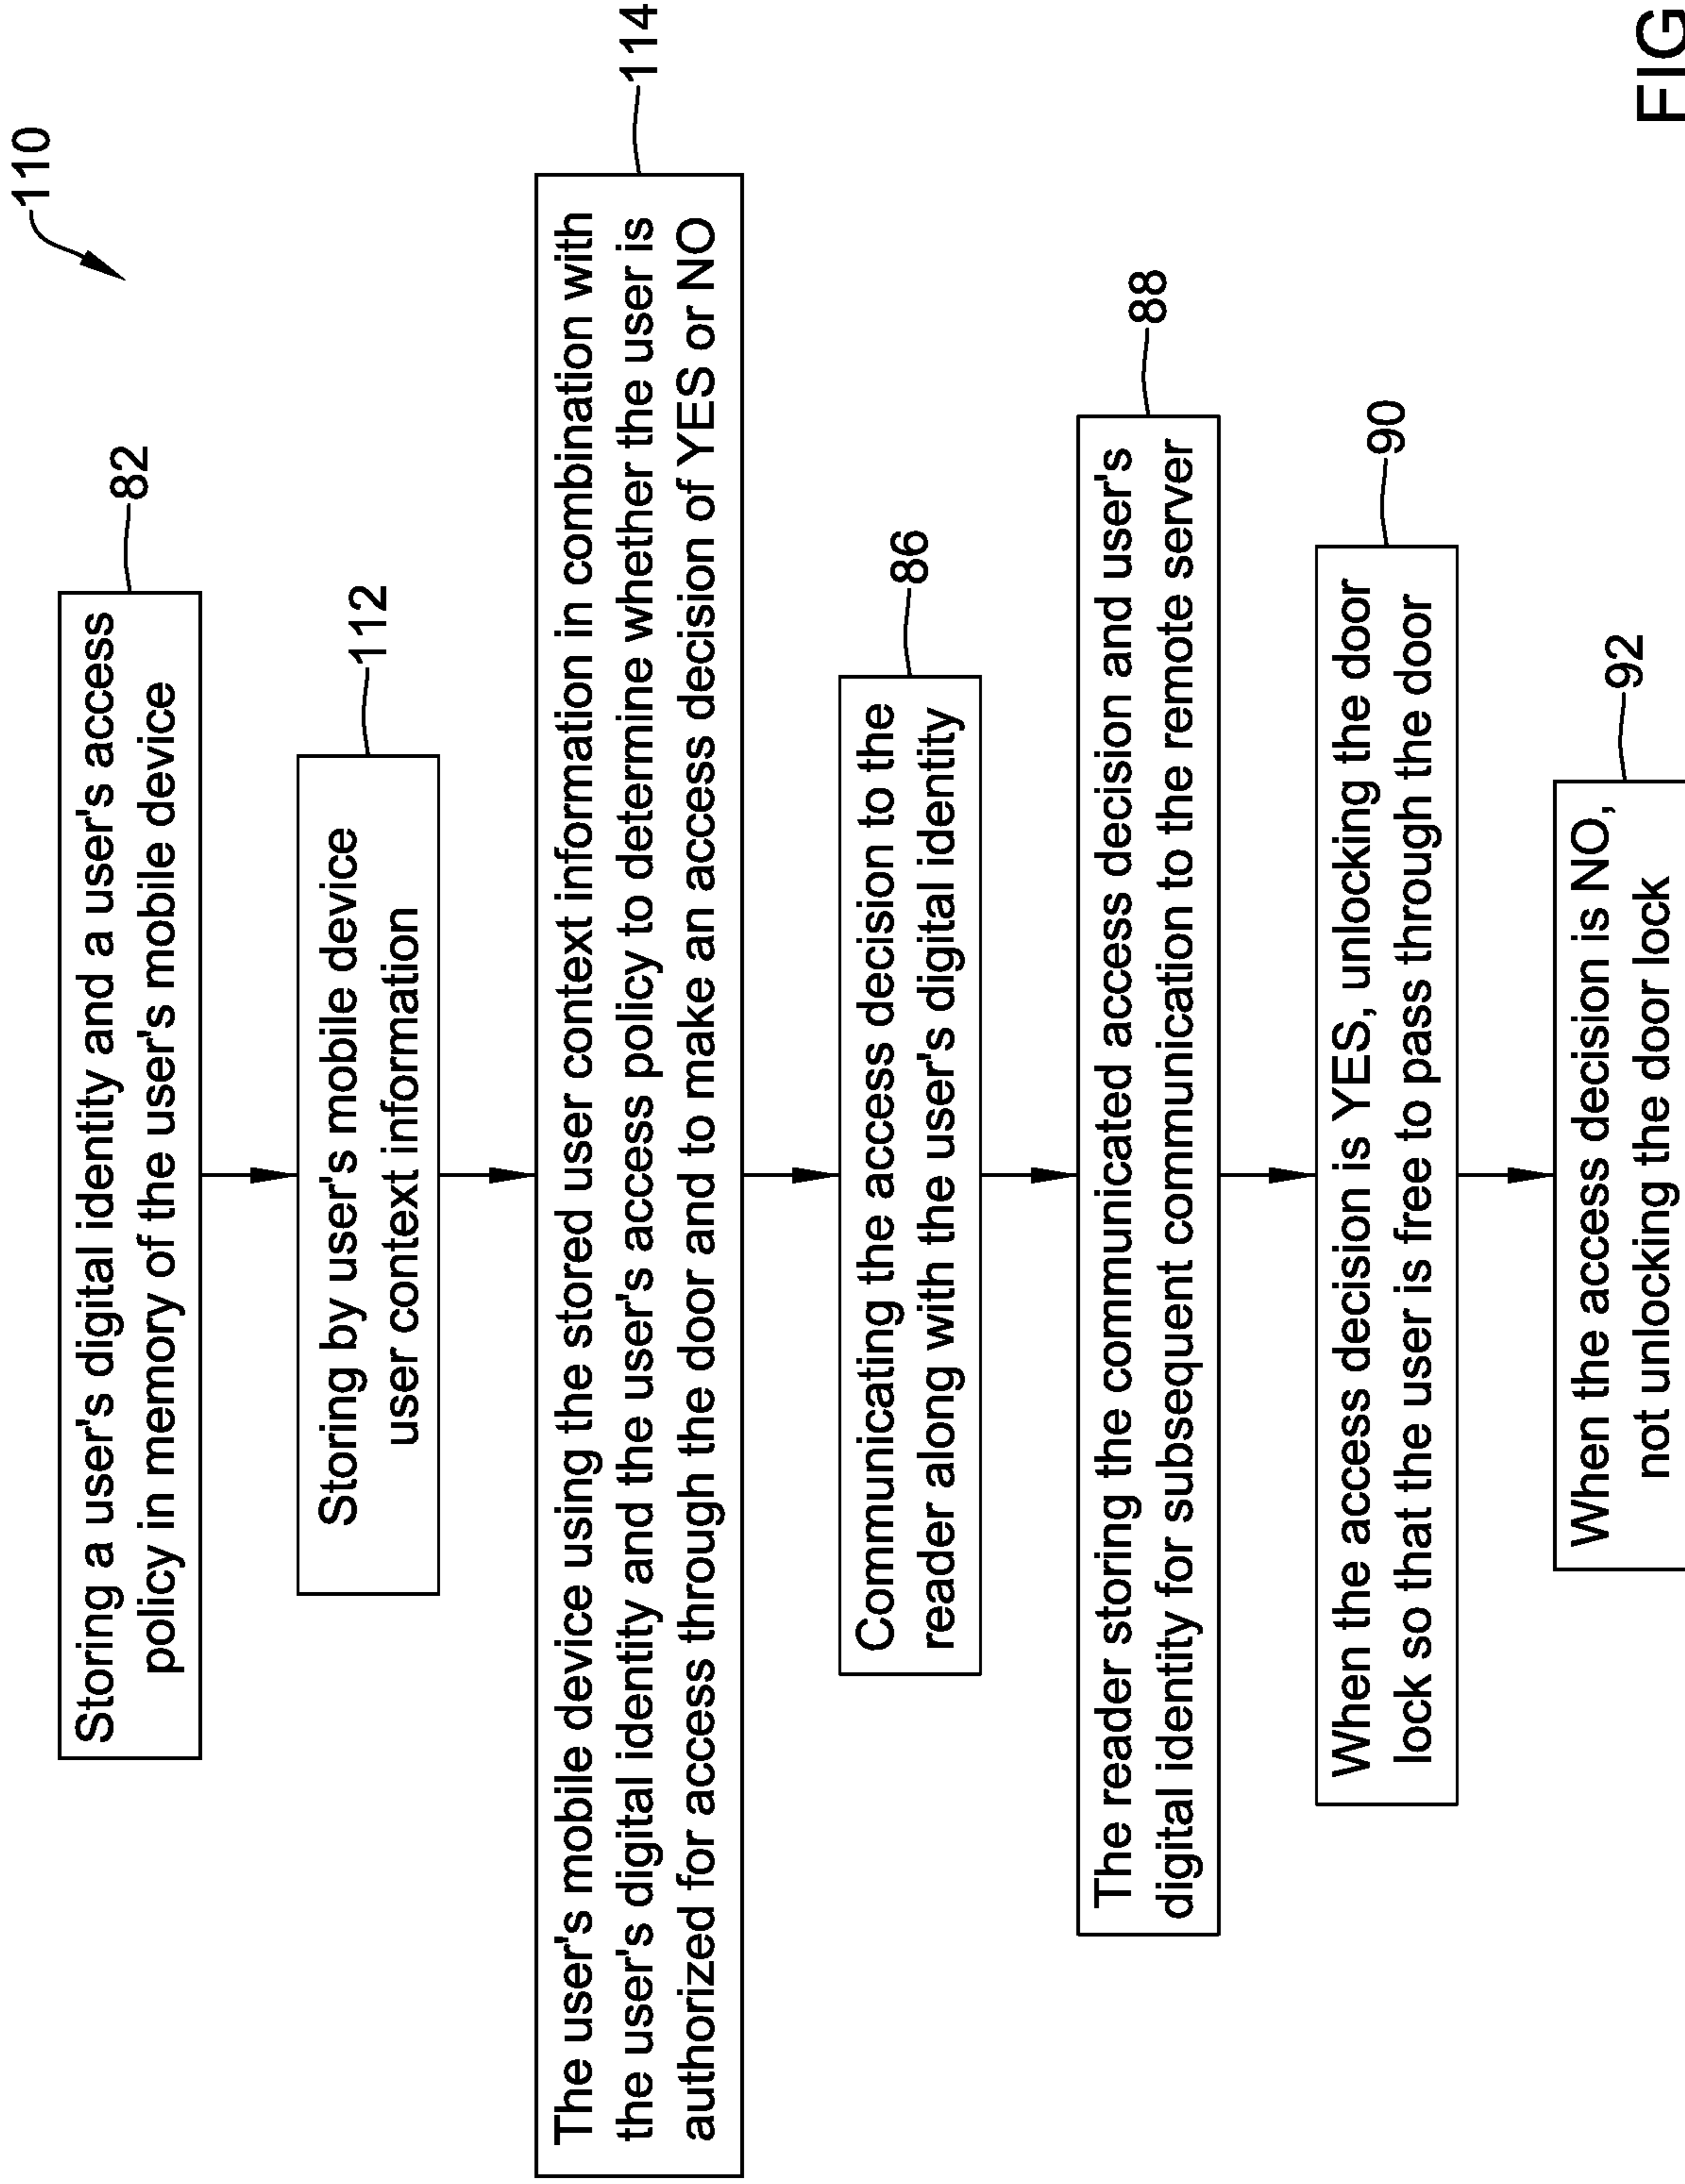 110
Storing a user's digital identity and a user's access
policy in memory of the user's mobile device
82
Storing by user's mobile device
user context information
112
The user's mobile device using the stored user context information in combination with
the user's digital identity and the user's access policy to determine whether the user is
authorized for access through the door and to make an access decision of YES or NO
114
Communicating the access decision to the
reader along with the user's digital identity
86
The reader storing the communicated access decision and user's
digital identity for subsequent communication to the remote server
88
When the access decision is YES, unlocking the door
lock so that the user is free to pass through the door
90
When the access decision is NO,
not unlocking the door lock
92
FIG